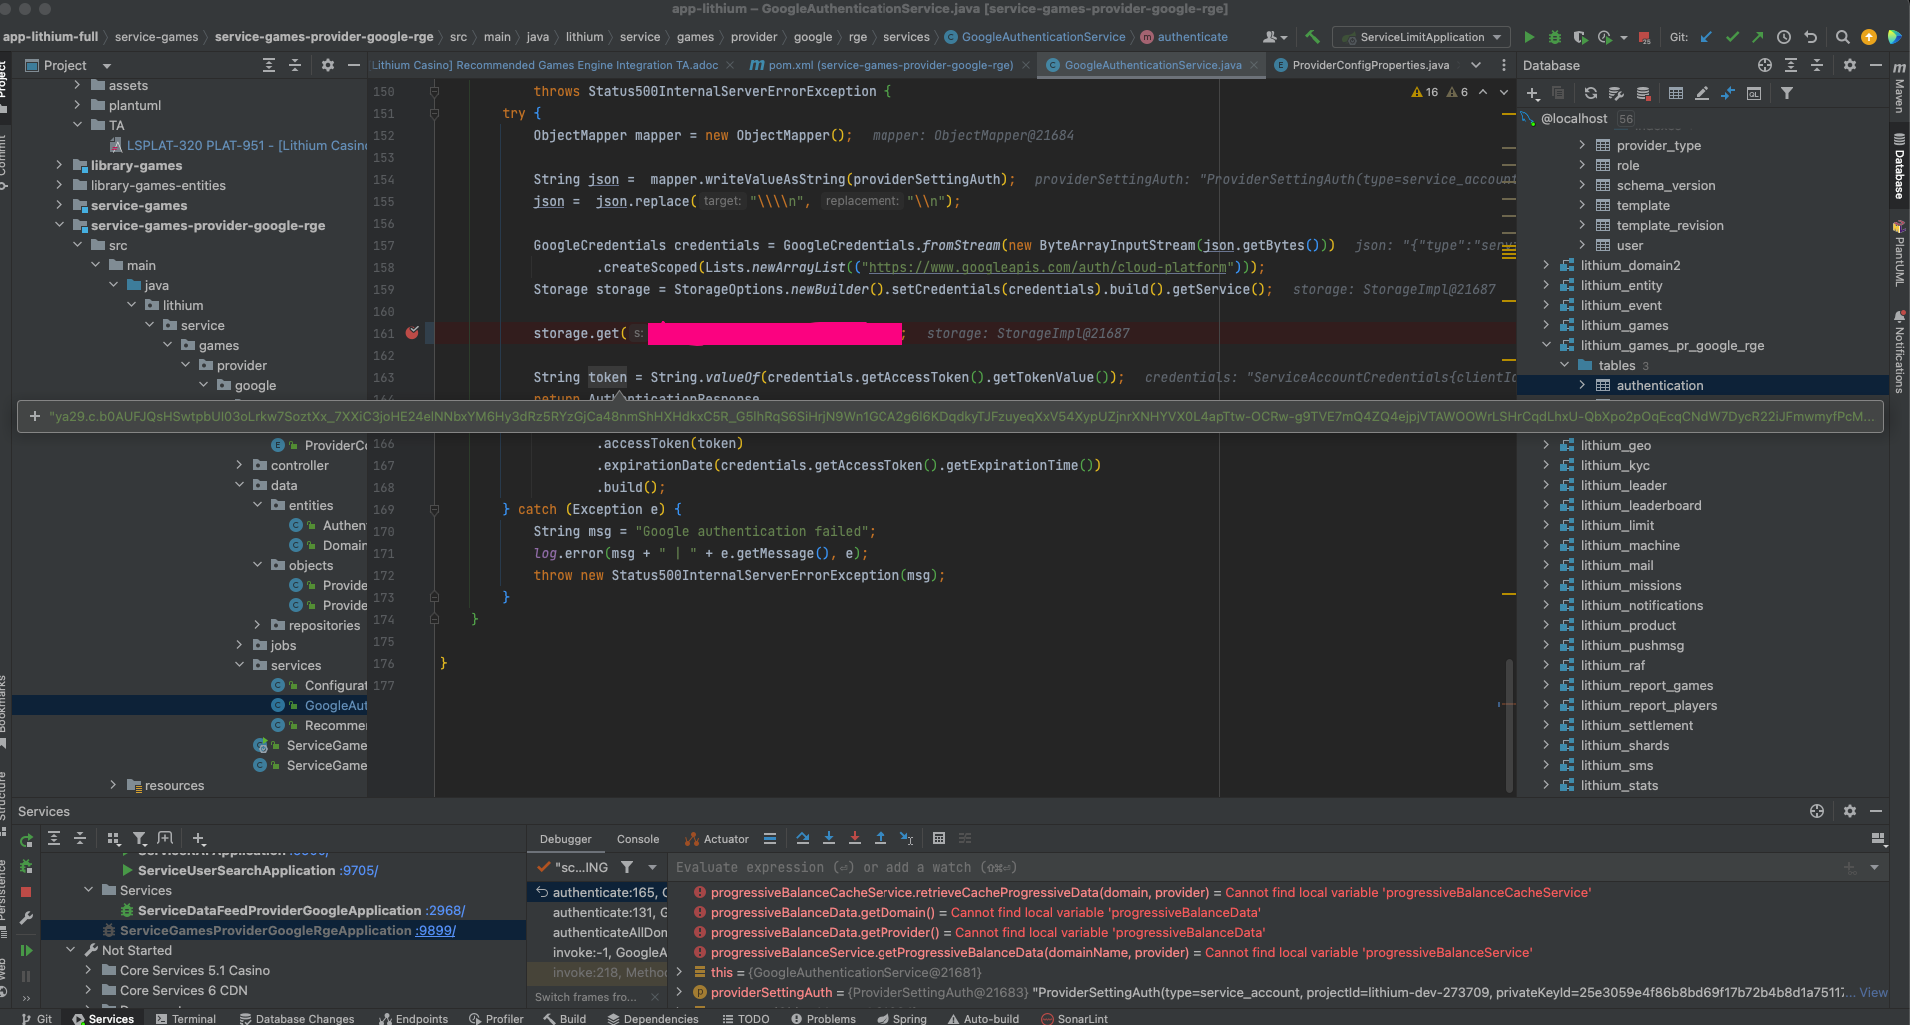 app-lithium – GoogleAuthenticationService.java [service-games-provider-google-rge]
app-lithium-full service-games service-games-provider-google-rge src main java lithium service games provider google rge services GoogleAuthenticationService authenticate ServiceLimitApplication Git:
Project
Lithium Casino] Recommended Games Engine Integration TA.adoc pom.xml (service-games-provider-google-rge) GoogleAuthenticationService.java ProviderConfigProperties.java
Database
Maven
Database
PlantUML
Notifications
Project
Commit
Bookmarks
Structure
Persistence
Web
assets
plantuml
TA
LSPLAT-320 PLAT-951 - [Lithium Casino
library-games
library-games-entities
service-games
service-games-provider-google-rge
src
main
java
lithium
service
games
provider
google
ProviderCo
controller
data
entities
Authen
Domain
objects
Provide
Provide
repositories
jobs
services
Configurat
GoogleAut
Recomme
ServiceGame
ServiceGame
resources
16 6
150 throws Status500InternalServerErrorException {
151 try {
152 ObjectMapper mapper = new ObjectMapper(); mapper: ObjectMapper@21684
153
154 String json = mapper.writeValueAsString(providerSettingAuth); providerSettingAuth: "ProviderSettingAuth(type=service_account
155 json = json.replace( target: "\\\\n", replacement: "\\n");
156
157 GoogleCredentials credentials = GoogleCredentials.fromStream(new ByteArrayInputStream(json.getBytes())) json: "{"type":"serv
158 .createScoped(Lists.newArrayList(("https://www.googleapis.com/auth/cloud-platform")));
159 Storage storage = StorageOptions.newBuilder().setCredentials(credentials).build().getService(); storage: StorageImpl@21687
160
161 storage.get( s: ; storage: StorageImpl@21687
162
163 String token = String.valueOf(credentials.getAccessToken().getTokenValue()); credentials: "ServiceAccountCredentials{clientId
return AuthenticationResponse
166 .accessToken(token)
167 .expirationDate(credentials.getAccessToken().getExpirationTime())
168 .build();
169 } catch (Exception e) {
170 String msg = "Google authentication failed";
171 log.error(msg + " | " + e.getMessage(), e);
172 throw new Status500InternalServerErrorException(msg);
173 }
174 }
175
176 }
177
@localhost 56
provider_type
role
schema_version
template
template_revision
user
lithium_domain2
lithium_entity
lithium_event
lithium_games
lithium_games_pr_google_rge
tables 3
authentication
lithium_geo
lithium_kyc
lithium_leader
lithium_leaderboard
lithium_limit
lithium_machine
lithium_mail
lithium_missions
lithium_notifications
lithium_product
lithium_pushmsg
lithium_raf
lithium_report_games
lithium_report_players
lithium_settlement
lithium_shards
lithium_sms
lithium_stats
Services
ServiceUserSearchApplication :9705/
Services
ServiceDataFeedProviderGoogleApplication :2968/
ServiceGamesProviderGoogleRgeApplication :9899/
Not Started
Core Services 5.1 Casino
Core Services 6 CDN
Debugger Console Actuator
"sc...ING
authenticate:165, G
authenticate:131, G
authenticateAllDon
invoke:-1, GoogleA
invoke:218, Metho
Switch frames fro...
Evaluate expression (⏎) or add a watch (⇧⌘⏎)
progressiveBalanceCacheService.retrieveCacheProgressiveData(domain, provider) = Cannot find local variable 'progressiveBalanceCacheService'
progressiveBalanceData.getDomain() = Cannot find local variable 'progressiveBalanceData'
progressiveBalanceData.getProvider() = Cannot find local variable 'progressiveBalanceData'
progressiveBalanceService.getProgressiveBalanceData(domainName, provider) = Cannot find local variable 'progressiveBalanceService'
this = {GoogleAuthenticationService@21681}
providerSettingAuth = {ProviderSettingAuth@21683} "ProviderSettingAuth(type=service_account, projectId=lithium-dev-273709, ... View
Git Services Terminal Database Changes Endpoints Profiler Build Dependencies TODO Problems Spring Auto-build SonarLint